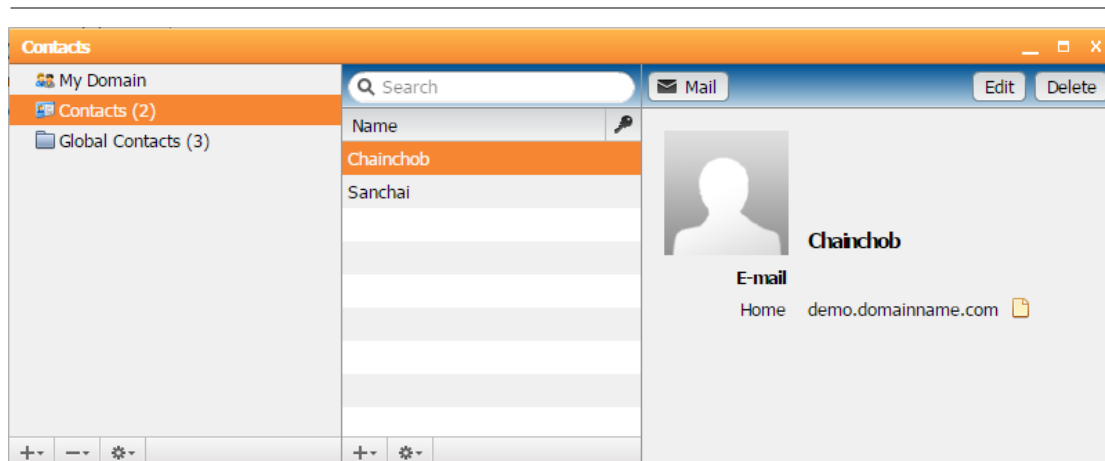 Contacts
My Domain
Contacts (2)
Global Contacts (3)
Search
Name
Chainchob
Sanchai
Mail
Edit
Delete
Chainchob
E-mail
Home demo.domainname.com